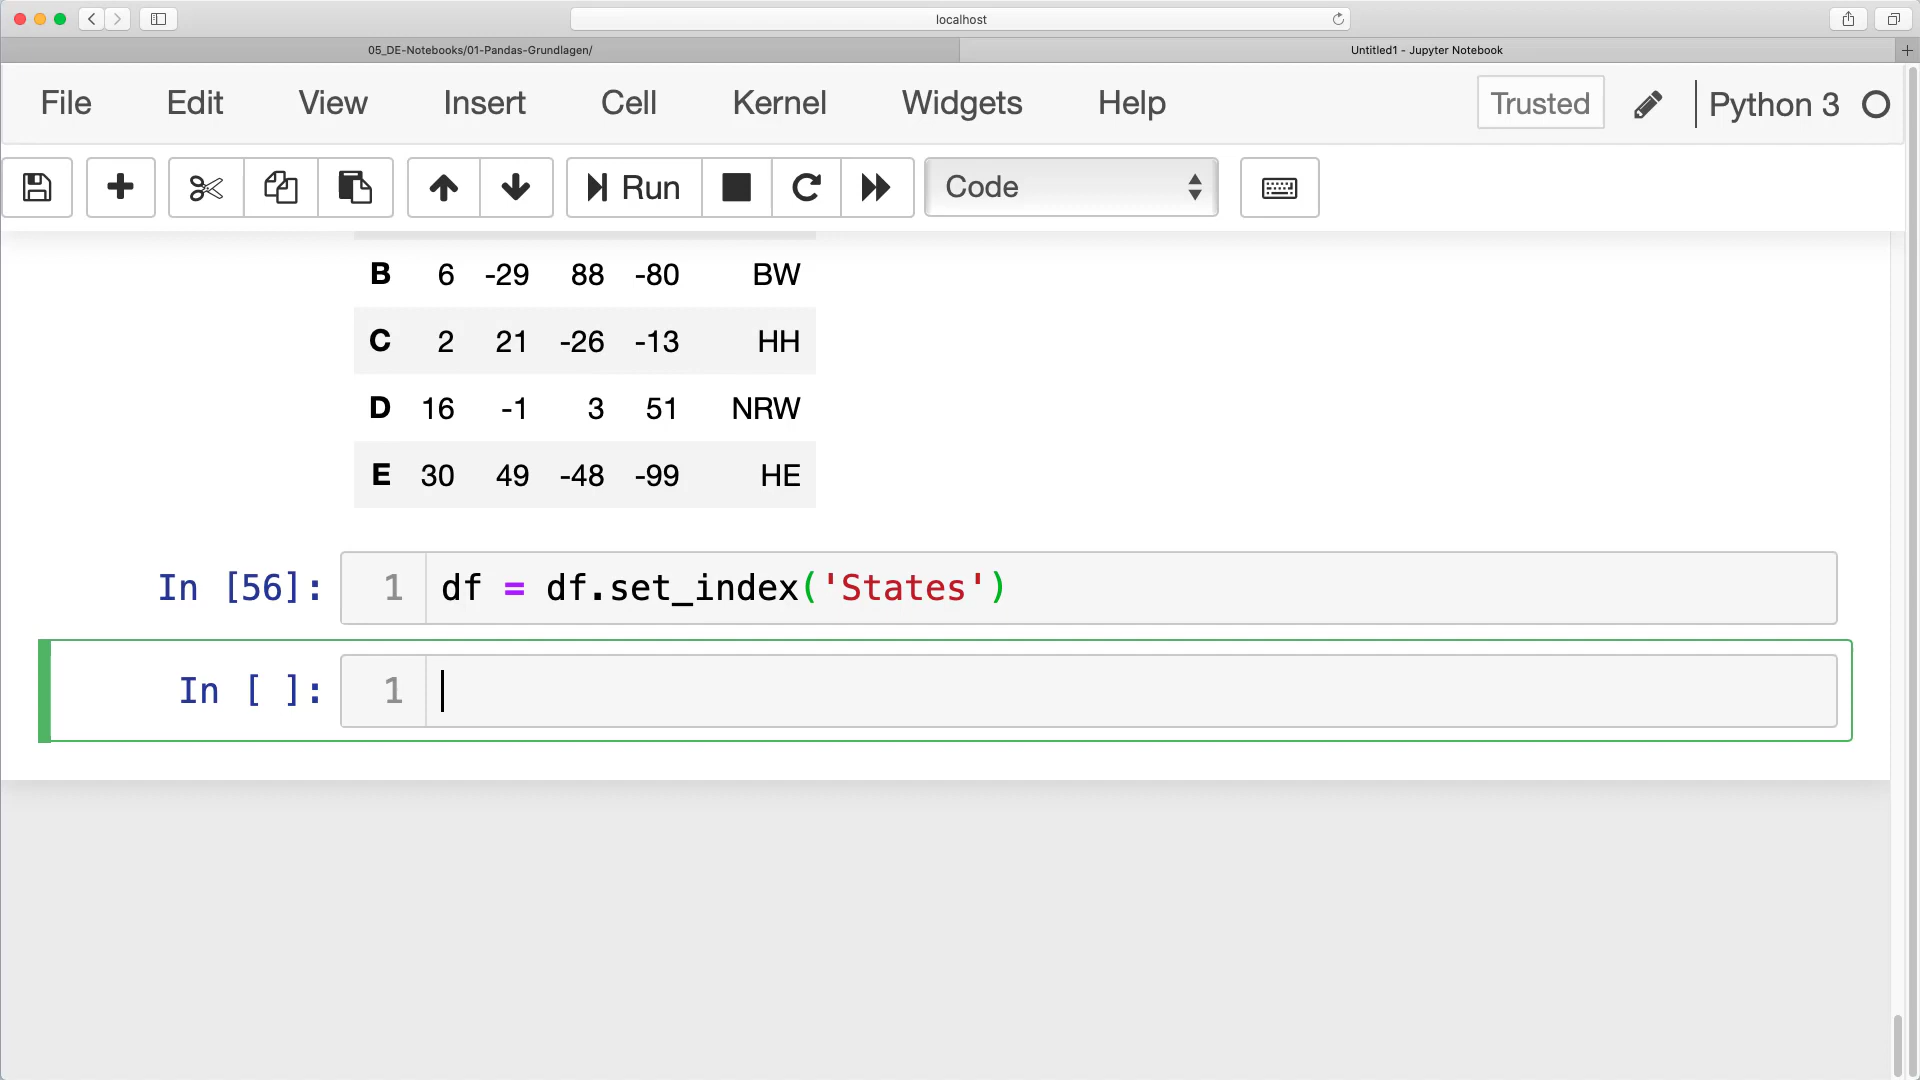 localhost
05_DE-Notebooks/01-Pandas-Grundlagen/
Untitled1 - Jupyter Notebook
File Edit View Insert Cell Kernel Widgets Help Trusted Python 3
Run Code
B 6 -29 88 -80 BW
C 2 21 -26 -13 HH
D 16 -1 3 51 NRW
E 30 49 -48 -99 HE
In [56]: 1 df = df.set_index('States')
In [ ]: 1